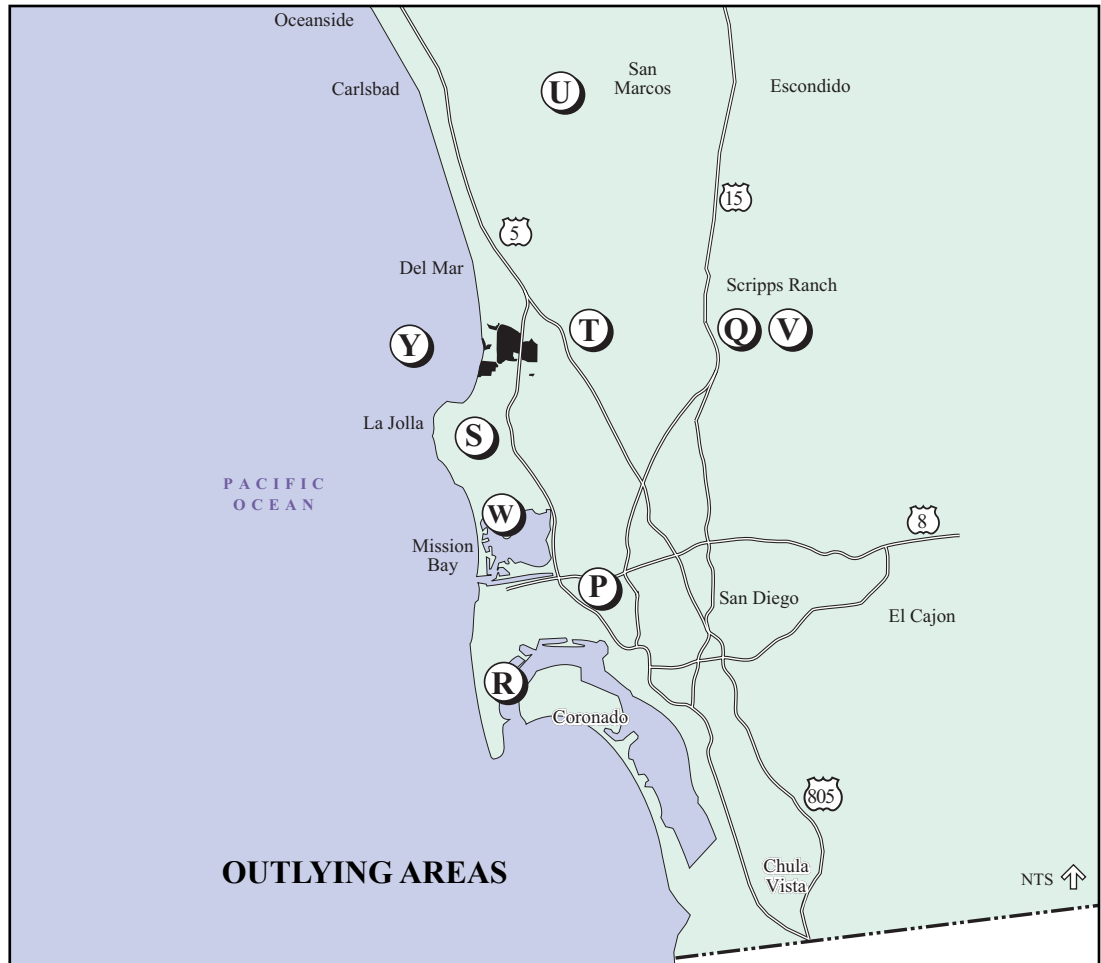 Oceanside
Carlsbad
U
San
Marcos
Escondido
15
5
Del Mar
Scripps Ranch
Y
T
Q
V
La Jolla
S
PACIFIC
OCEAN
W
8
Mission
Bay
P
San Diego
El Cajon
R
Coronado
805
OUTLYING AREAS
Chula
Vista
NTS